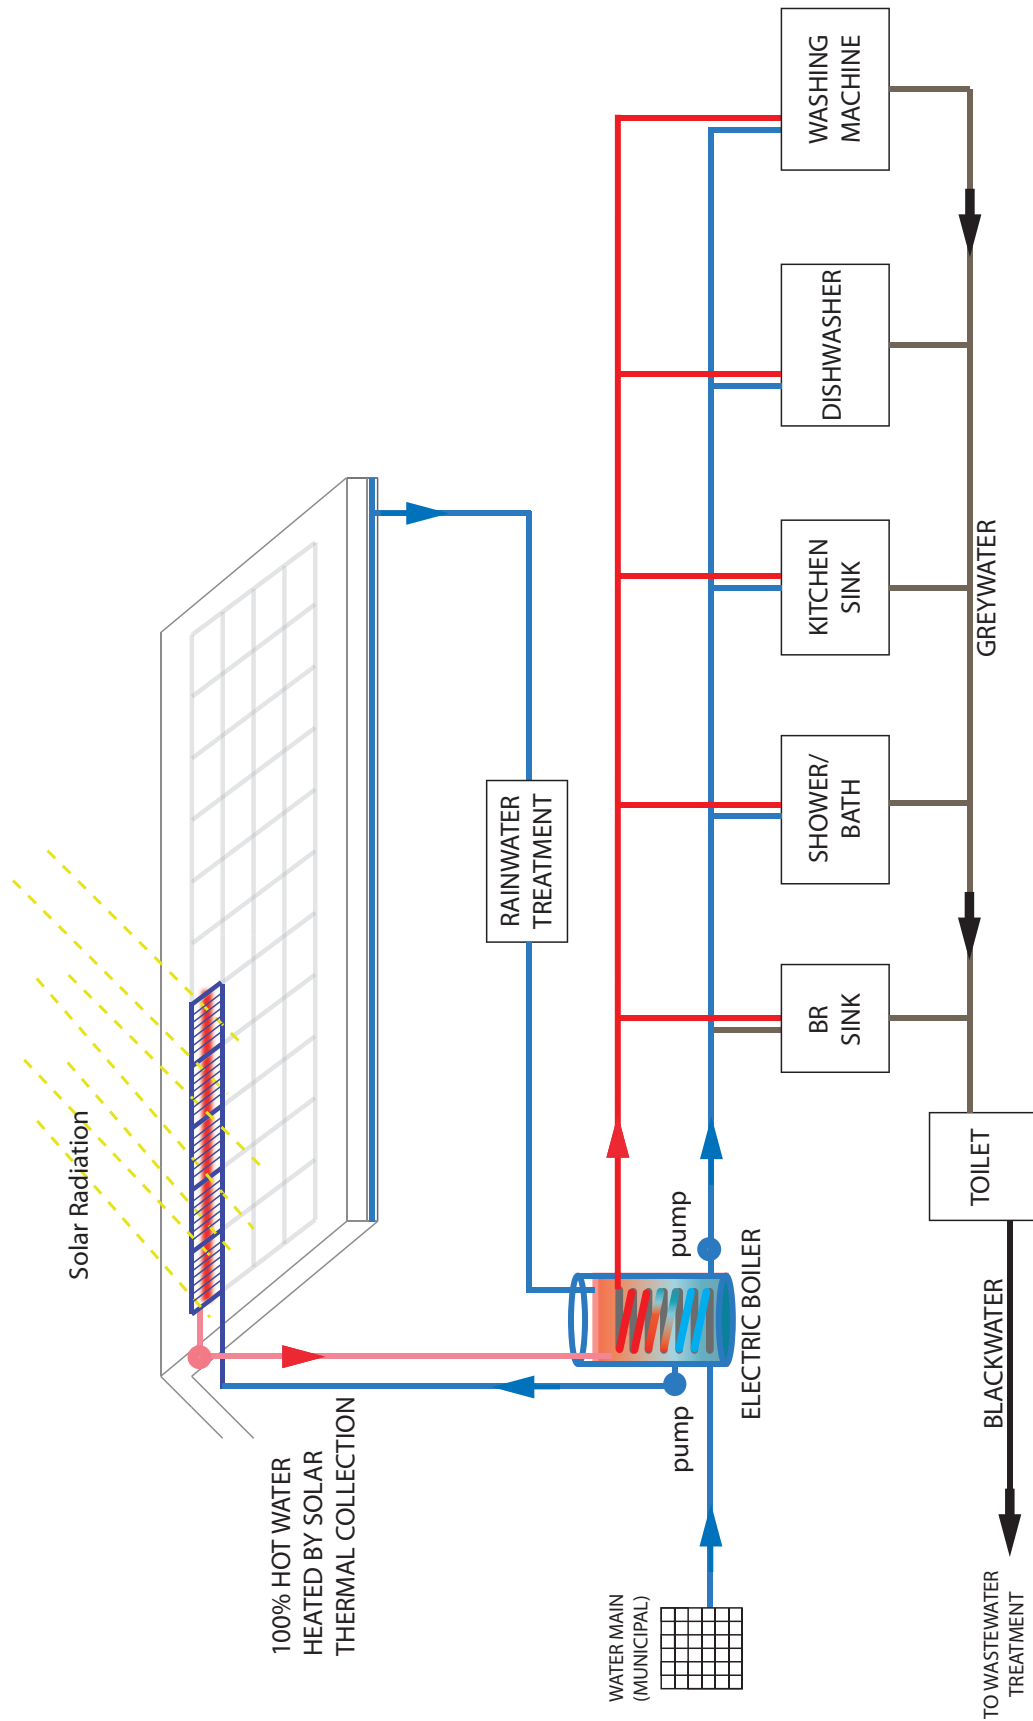 Solar Radiation
100% HOT WATER
HEATED BY SOLAR
THERMAL COLLECTION
RAINWATER
TREATMENT
WATER MAIN
(MUNICIPAL)
pump
pump
ELECTRIC BOILER
BR
SINK
SHOWER/
BATH
KITCHEN
SINK
DISHWASHER
WASHING
MACHINE
GREYWATER
TOILET
BLACKWATER
TO WASTEWATER
TREATMENT